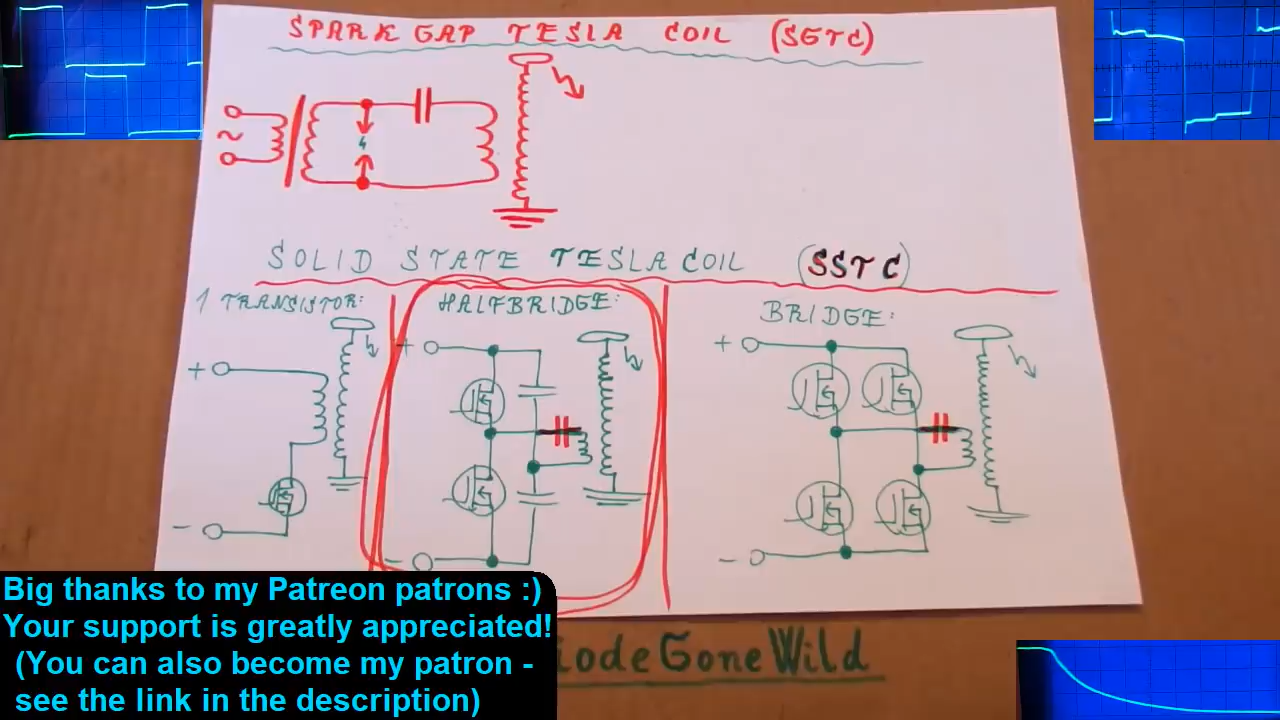 SPARK GAP TESLA COIL (SGTC)
SOLID STATE TESLA COIL (SSTC)
1 TRANSISTOR:
HALFBRIDGE:
BRIDGE:
+
+
+
~
-
-
-
iodeGoneWild
Big thanks to my Patreon patrons :)
Your support is greatly appreciated!
(You can also become my patron -
see the link in the description)